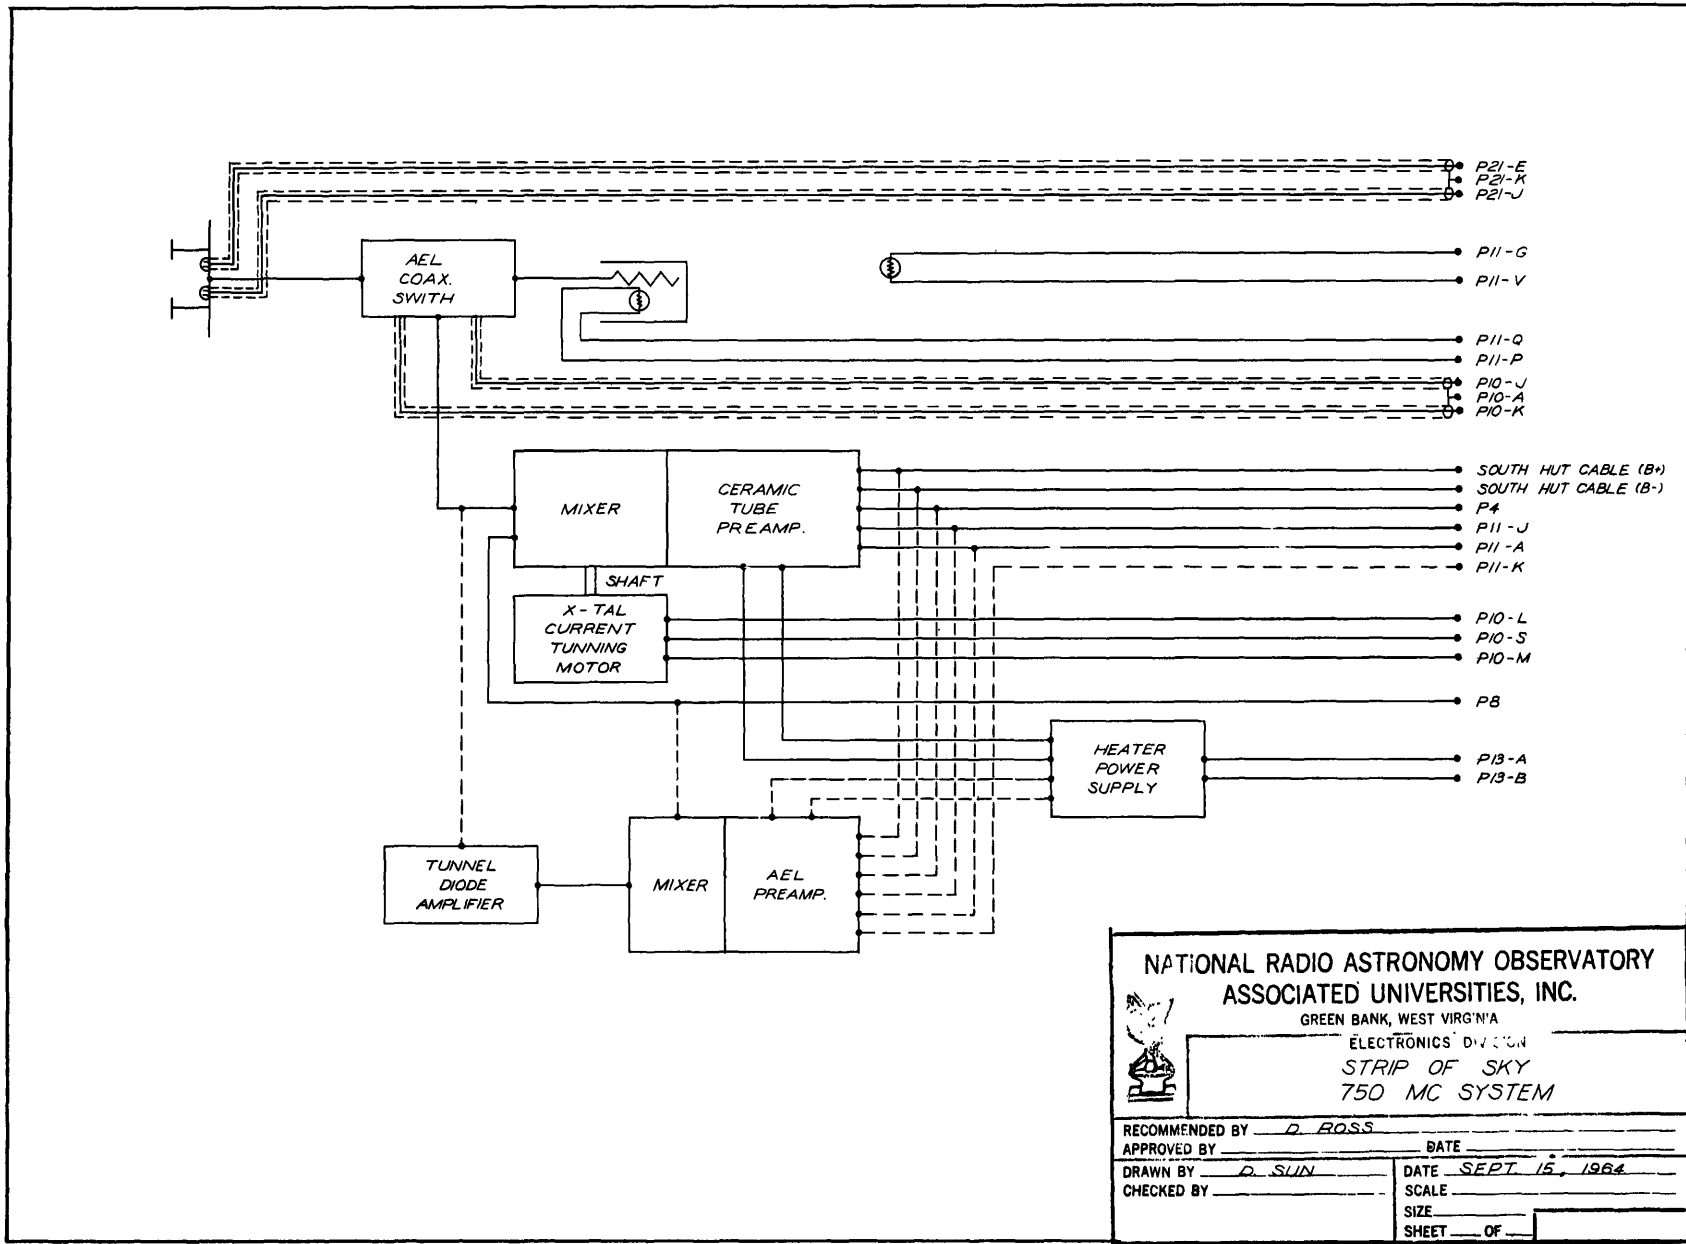 P21-E
P21-K
P21-J
AEL
COAX.
SWITH
P11-G
P11-V
P11-Q
P11-P
P10-J
P10-A
P10-K
MIXER
CERAMIC
TUBE
PREAMP.
SOUTH HUT CABLE (B+)
SOUTH HUT CABLE (B-)
P4
P11-J
P11-A
P11-K
SHAFT
X-TAL
CURRENT
TUNNING
MOTOR
P10-L
P10-S
P10-M
P8
HEATER
POWER
SUPPLY
P13-A
P13-B
TUNNEL
DIODE
AMPLIFIER
MIXER
AEL
PREAMP.
NATIONAL RADIO ASTRONOMY OBSERVATORY
ASSOCIATED UNIVERSITIES, INC.
GREEN BANK, WEST VIRGINIA
ELECTRONICS DIVISION
STRIP OF SKY
750 MC SYSTEM
RECOMMENDED BY D. ROSS
APPROVED BY DATE
DRAWN BY D. SUN
CHECKED BY
DATE SEPT. 15, 1964
SCALE
SIZE
SHEET OF